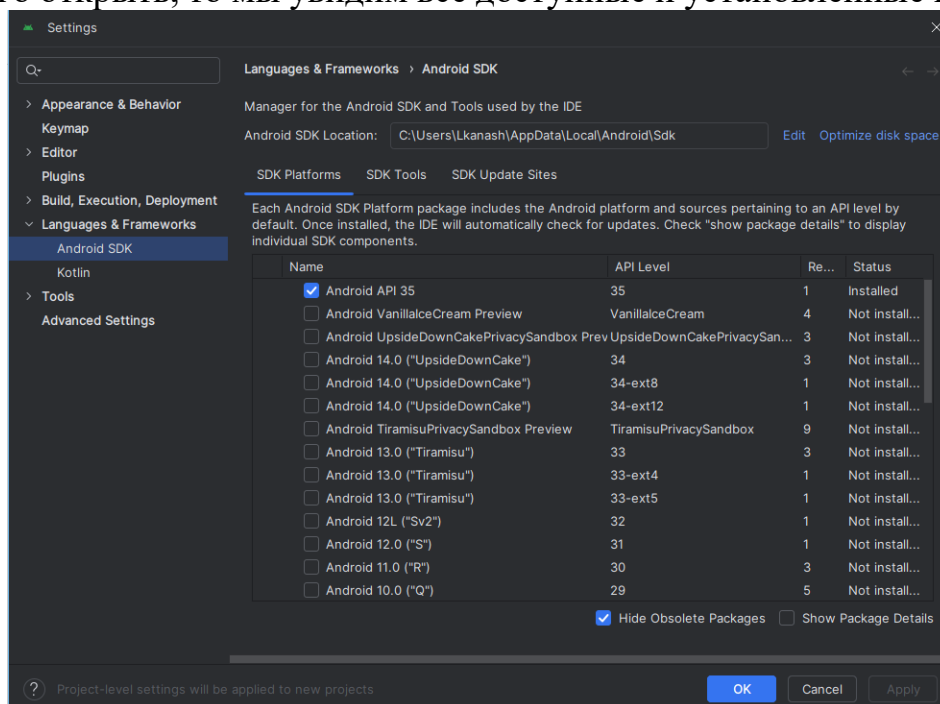 открыть, то мы увидим все доступные и установленные
Settings
Languages & Frameworks › Android SDK
Appearance & Behavior
Keymap
Editor
Plugins
Build, Execution, Deployment
Languages & Frameworks
Android SDK
Kotlin
Tools
Advanced Settings
Manager for the Android SDK and Tools used by the IDE
Android SDK Location: C:\Users\Lkanash\AppData\Local\Android\Sdk Edit Optimize disk space
SDK Platforms SDK Tools SDK Update Sites
Each Android SDK Platform package includes the Android platform and sources pertaining to an API level by
default. Once installed, the IDE will automatically check for updates. Check "show package details" to display
individual SDK components.
Name API Level Re... Status
Android API 35 35 1 Installed
Android VanillaIceCream Preview VanillaIceCream 4 Not install...
Android UpsideDownCakePrivacySandbox Prev UpsideDownCakePrivacySan... 3 Not install...
Android 14.0 ("UpsideDownCake") 34 3 Not install...
Android 14.0 ("UpsideDownCake") 34-ext8 1 Not install...
Android 14.0 ("UpsideDownCake") 34-ext12 1 Not install...
Android TiramisuPrivacySandbox Preview TiramisuPrivacySandbox 9 Not install...
Android 13.0 ("Tiramisu") 33 3 Not install...
Android 13.0 ("Tiramisu") 33-ext4 1 Not install...
Android 13.0 ("Tiramisu") 33-ext5 1 Not install...
Android 12L ("Sv2") 32 1 Not install...
Android 12.0 ("S") 31 1 Not install...
Android 11.0 ("R") 30 3 Not install...
Android 10.0 ("Q") 29 5 Not install...
Hide Obsolete Packages Show Package Details
? Project-level settings will be applied to new projects
OK Cancel Apply